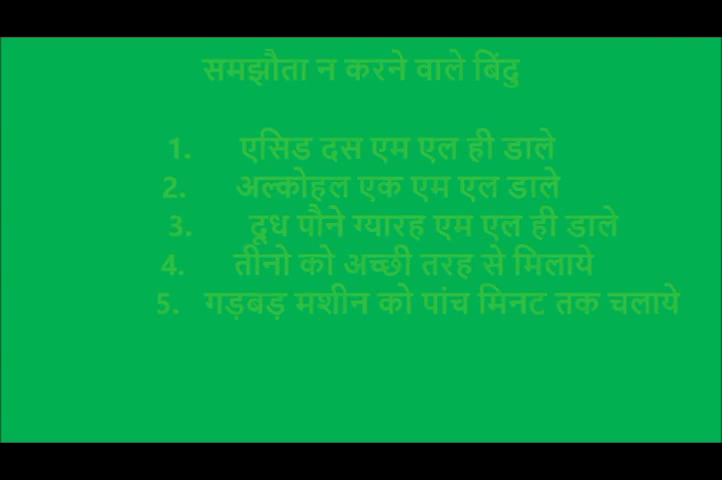 समझौता न करने वाले बिंदु
1. एसिड दस एम एल ही डाले
2. अल्कोहल एक एम एल डाले
3. दूध पौने ग्यारह एम एल ही डाले
4. तीनो को अच्छी तरह से मिलाये
5. गड़बड़ मशीन को पांच मिनट तक चलाये